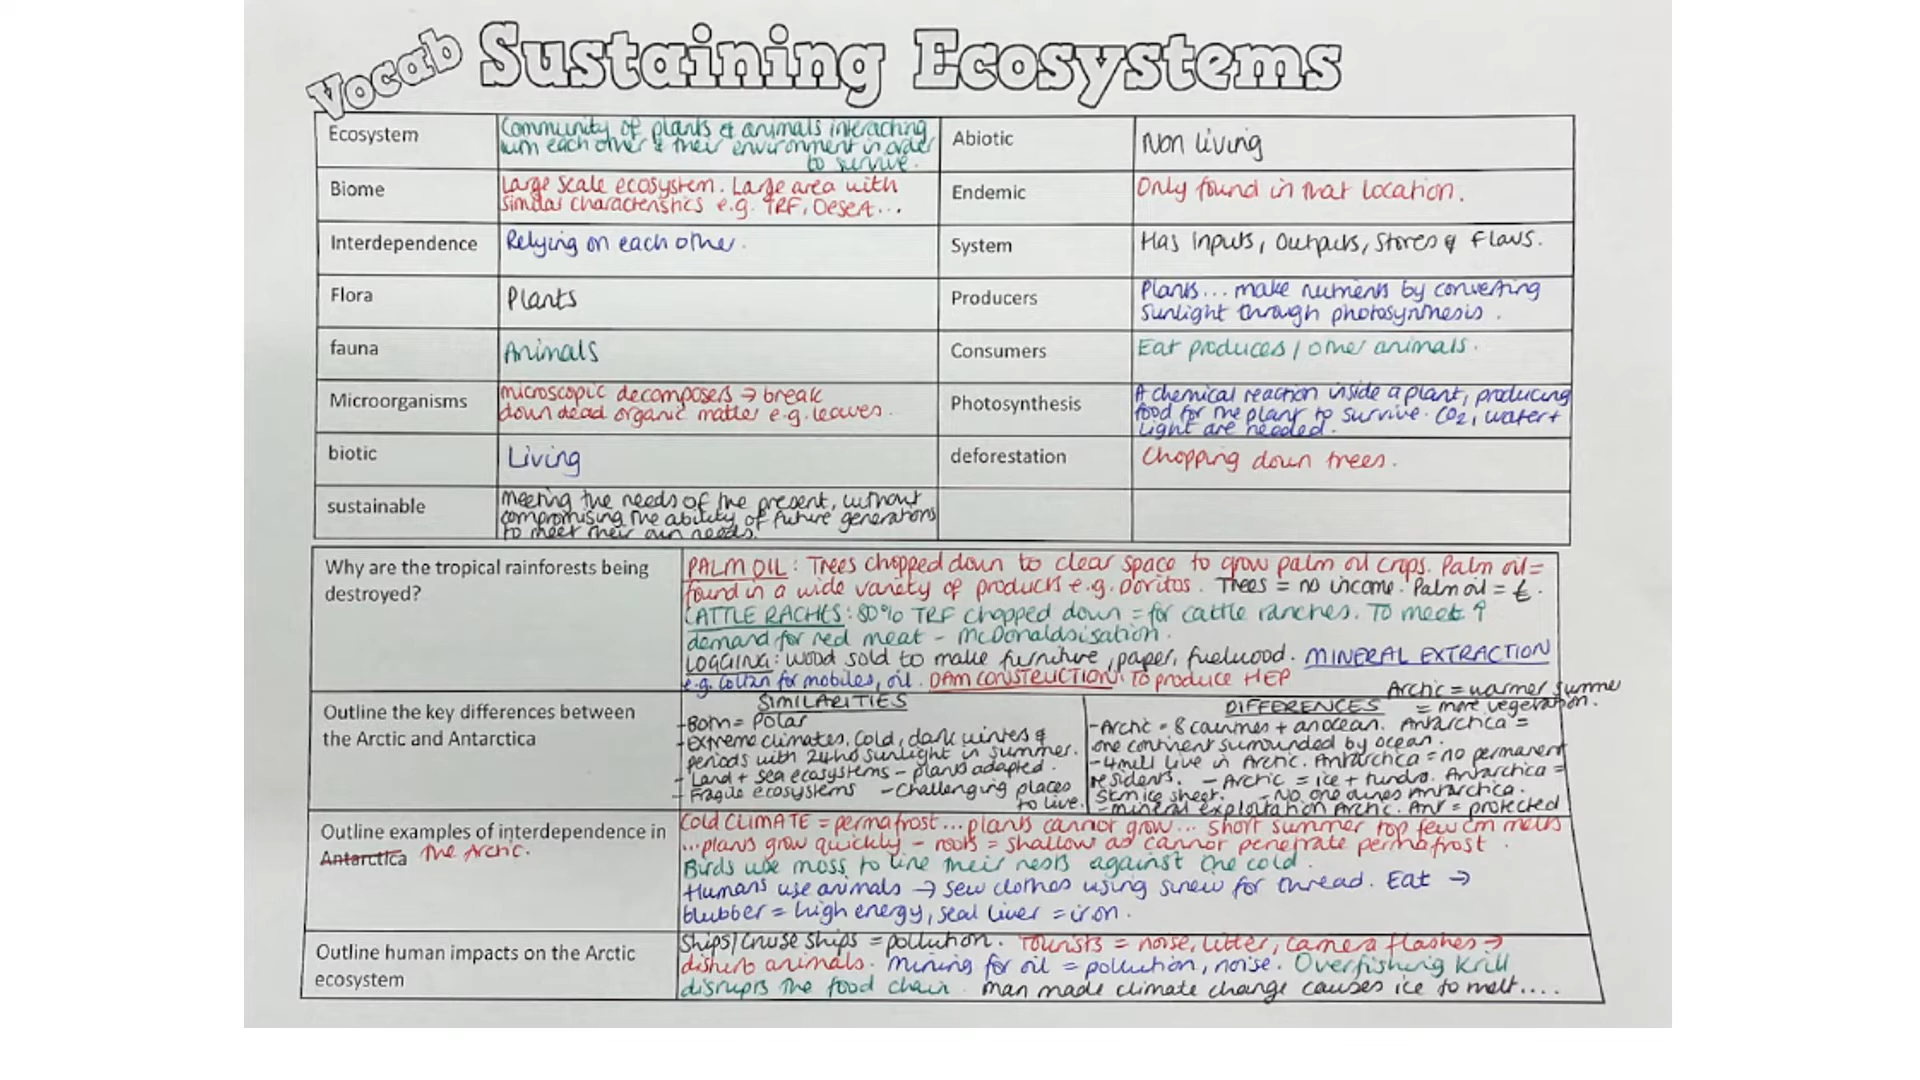 Vocab Sustaining Ecosystems
Ecosystem
Community of plants & animals interacting
with each other & their environment in order
to survive.
Abiotic
Non living
Biome
Large scale ecosystem. Large area with
similar characteristics e.g. TRF, Desert...
Endemic
Only found in that location.
Interdependence
Relying on each other.
System
Has Inputs, Outputs, Stores & Flows.
Flora
Plants
Producers
Plants... make nutrients by converting
sunlight through photosynthesis.
fauna
Animals
Consumers
Eat produces / other animals.
Microorganisms
microscopic decomposers → break
down dead organic matter e.g. leaves.
Photosynthesis
A chemical reaction inside a plant, producing
food for the plant to survive. CO2, water +
Light are needed.
biotic
Living
deforestation
Chopping down trees.
sustainable
meeting the needs of the present, without
compromising the ability of future generations
to meet their own needs.
Why are the tropical rainforests being
destroyed?
PALM OIL: Trees chopped down to clear space to grow palm oil crops. Palm oil =
found in a wide variety of products e.g. Doritos. Trees = no income. Palm oil = £.
CATTLE RACHES: 80% TRF chopped down = for cattle ranches. To meet ↑
demand for red meat - McDonaldsisation.
LOGGING: Wood sold to make furniture, paper, fuelwood. MINERAL EXTRACTION
e.g. Coltan for mobiles, oil. DAM CONSTRUCTION: To produce HEP
Outline the key differences between
the Arctic and Antarctica
SIMILARITIES
- Both = Polar
- Extreme climates, cold, dark winters &
periods with 24hr sunlight in summer.
- Land + sea ecosystems - plants adapted.
- Fragile ecosystems - Challenging places
to live.
Arctic = warmer summe
DIFFERENCES = more vegetation.
- Arctic = 8 countries + an ocean. Antarctica =
one continent surrounded by ocean.
- 4mill live in Arctic. Antarctica = no permanent
residents. - Arctic = ice + tundra. Antarctica =
5km ice sheet. - No one owns Antarctica.
- mineral exploitation Arctic. Ant = protected
Outline examples of interdependence in
Antarctica the Arctic.
Cold CLIMATE = permafrost... plants cannot grow... short summer top few cm melts
...plants grow quickly - roots = shallow as cannot penetrate permafrost.
Birds use moss to line their nests against the cold.
Humans use animals → sew clothes using sinew for thread. Eat →
blubber = high energy, seal liver = iron.
Outline human impacts on the Arctic
ecosystem
Ships/Cruise ships = pollution. Tourists = noise, litter, camera flashes →
disturb animals. Mining for oil = pollution, noise. Overfishing Krill
disrupts the food chain. man made climate change causes ice to melt....